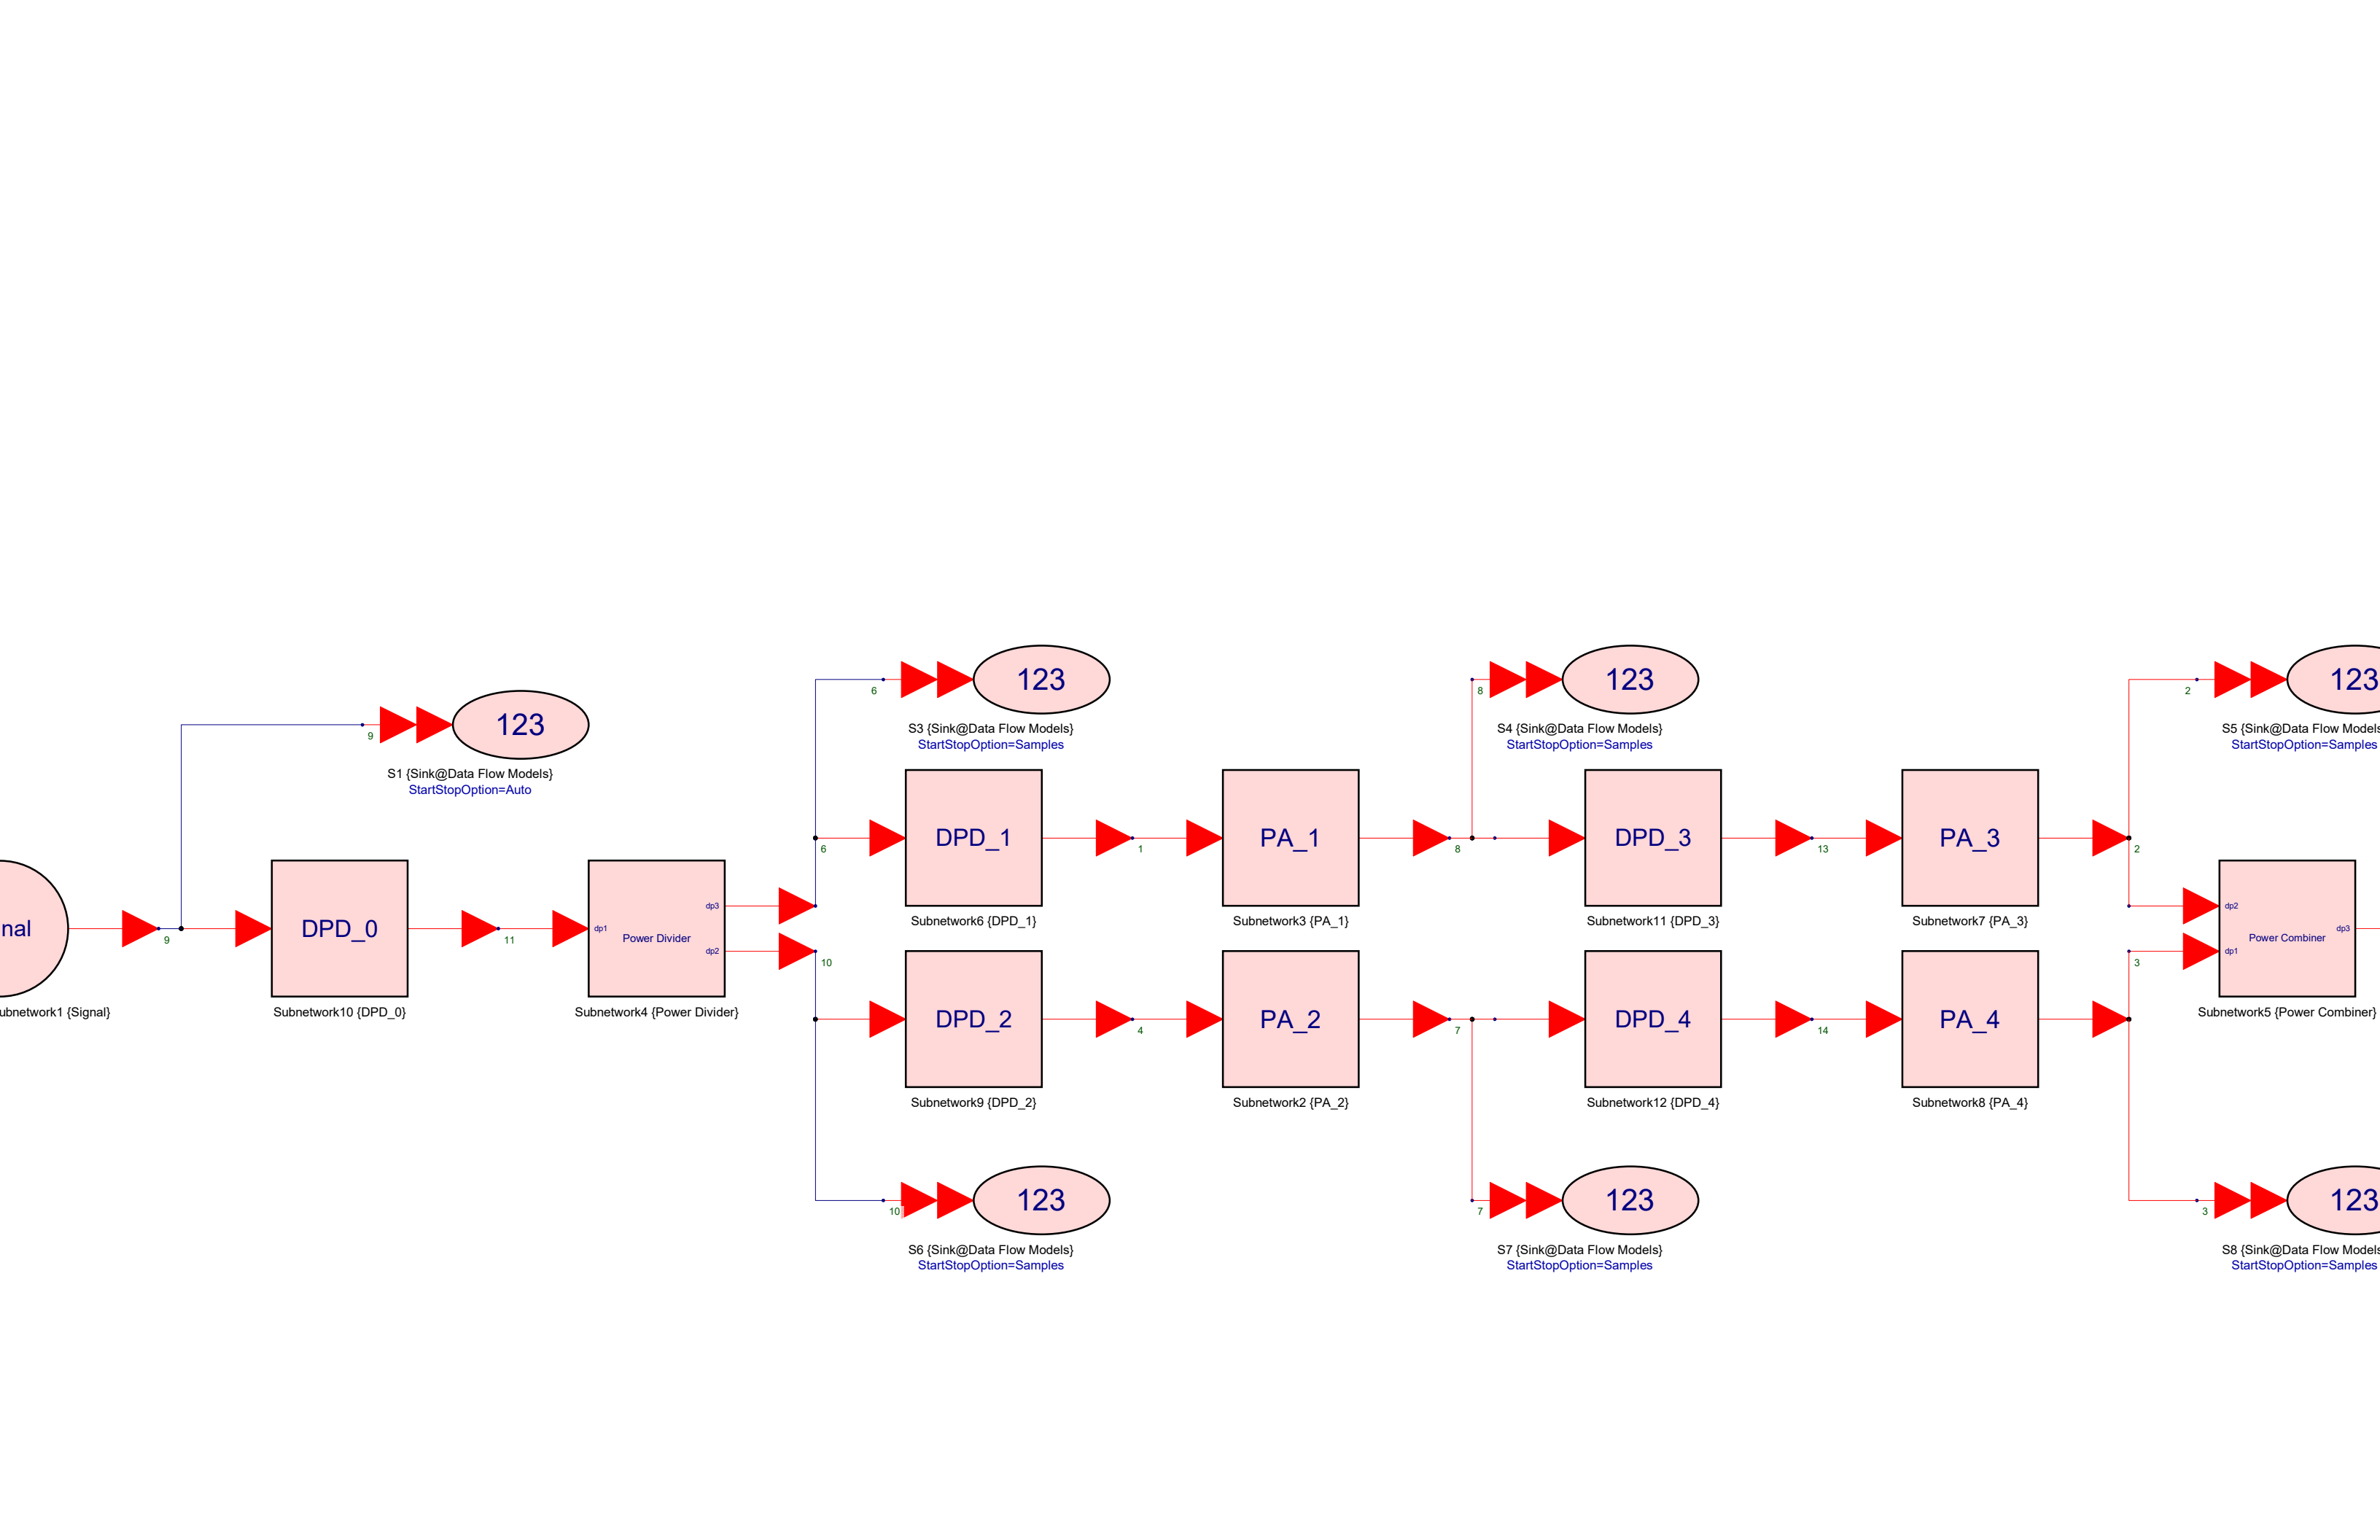 123
6
S3 {Sink@Data Flow Models}
StartStopOption=Samples
123
8
S4 {Sink@Data Flow Models}
StartStopOption=Samples
123
2
S5 {Sink@Data Flow Models
StartStopOption=Samples
123
9
S1 {Sink@Data Flow Models}
StartStopOption=Auto
DPD_1
6
Subnetwork6 {DPD_1}
1
PA_1
Subnetwork3 {PA_1}
8
DPD_3
Subnetwork11 {DPD_3}
13
PA_3
Subnetwork7 {PA_3}
2
nal
ubnetwork1 {Signal}
9
DPD_0
Subnetwork10 {DPD_0}
11
dp1
Power Divider
dp3
dp2
Subnetwork4 {Power Divider}
10
dp2
dp1
Power Combiner
dp3
Subnetwork5 {Power Combiner}
3
DPD_2
Subnetwork9 {DPD_2}
4
PA_2
Subnetwork2 {PA_2}
7
DPD_4
Subnetwork12 {DPD_4}
14
PA_4
Subnetwork8 {PA_4}
123
10
S6 {Sink@Data Flow Models}
StartStopOption=Samples
123
7
S7 {Sink@Data Flow Models}
StartStopOption=Samples
123
3
S8 {Sink@Data Flow Models
StartStopOption=Samples